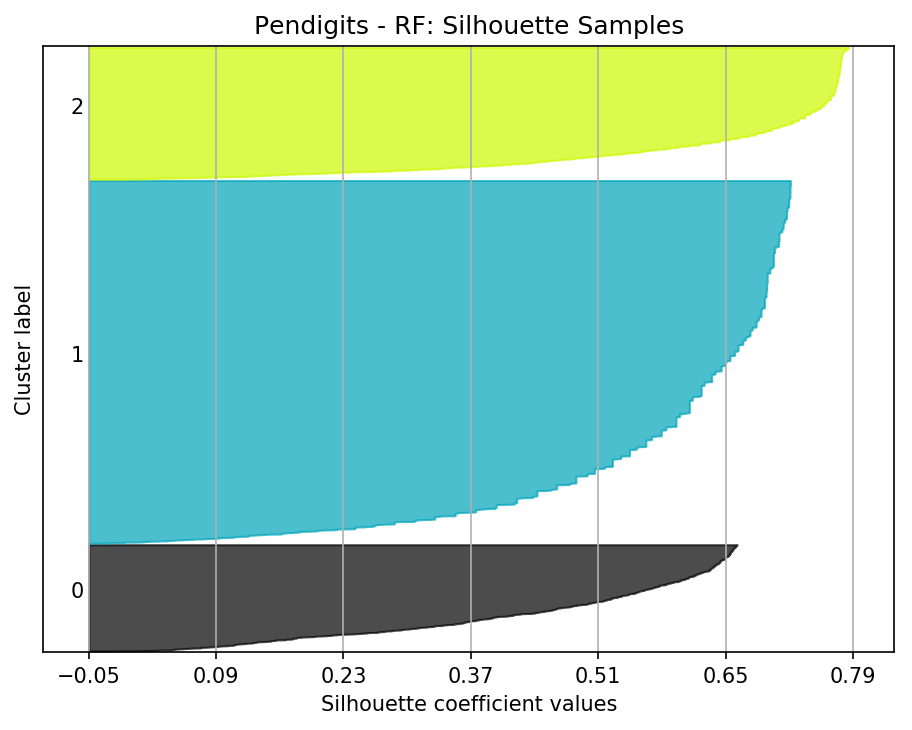 Pendigits - RF: Silhouette Samples
2
1
0
Cluster label
−0.05 0.09 0.23 0.37 0.51 0.65 0.79
Silhouette coefficient values